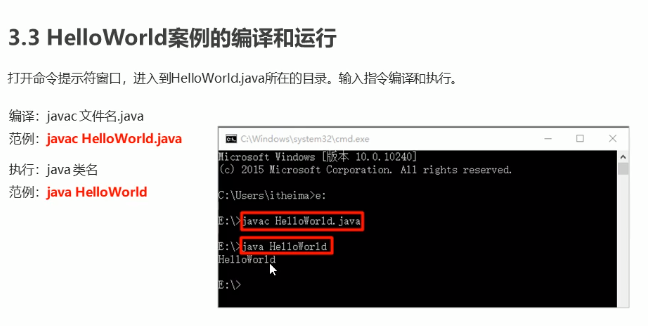 3.3 HelloWorld案例的编译和运行
打开命令提示符窗口，进入到HelloWorld.java所在的目录。输入指令编译和执行。
编译：javac 文件名.java
范例：javac HelloWorld.java
执行：java 类名
范例：java HelloWorld
C:\Windows\system32\cmd.exe
Microsoft Windows [版本 10.0.10240]
(c) 2015 Microsoft Corporation. All rights reserved.
C:\Users\itheima>e:
E:\>javac HelloWorld.java
E:\>java HelloWorld
HelloWorld
E:\>